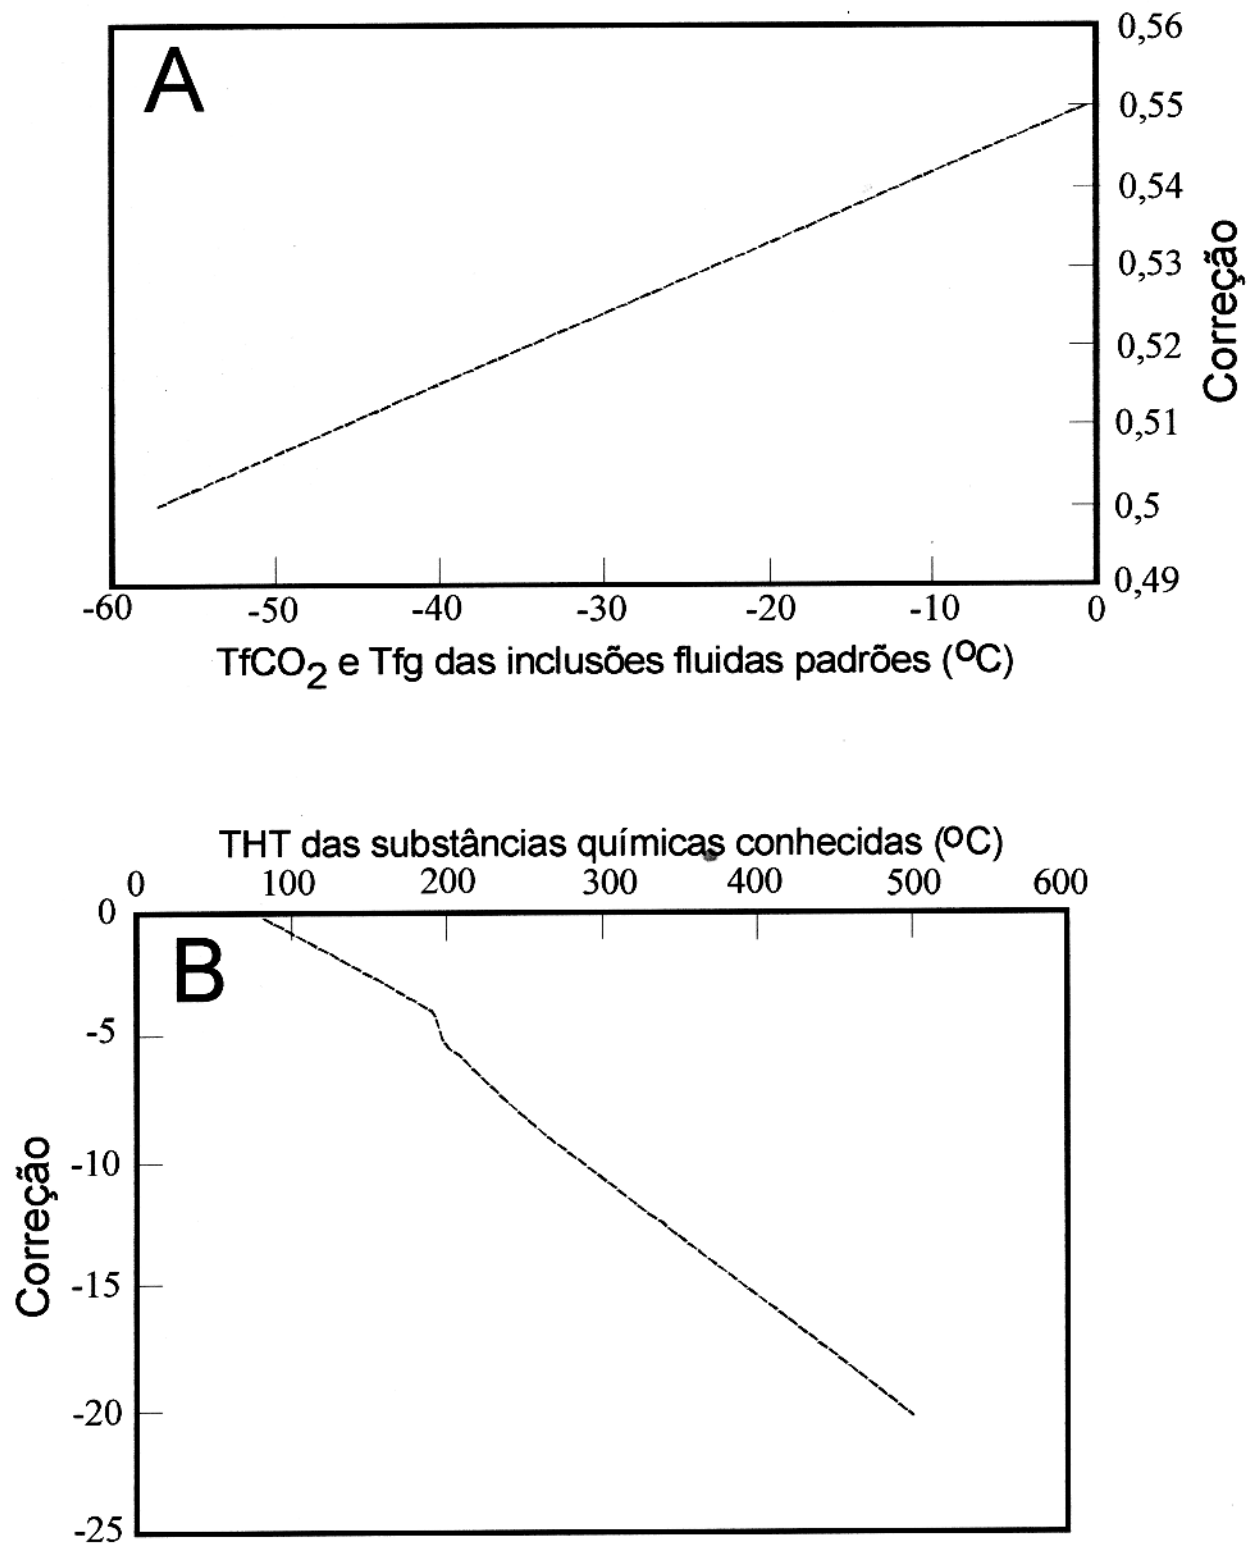 A
0,56
0,55
0,54
0,53
0,52
0,51
0,5
0,49
Correção
-60 -50 -40 -30 -20 -10 0
TfCO2 e Tfg das inclusões fluidas padrões (ºC)
THT das substâncias químicas conhecidas (ºC)
0 100 200 300 400 500 600
B
0
-5
-10
-15
-20
-25
Correção